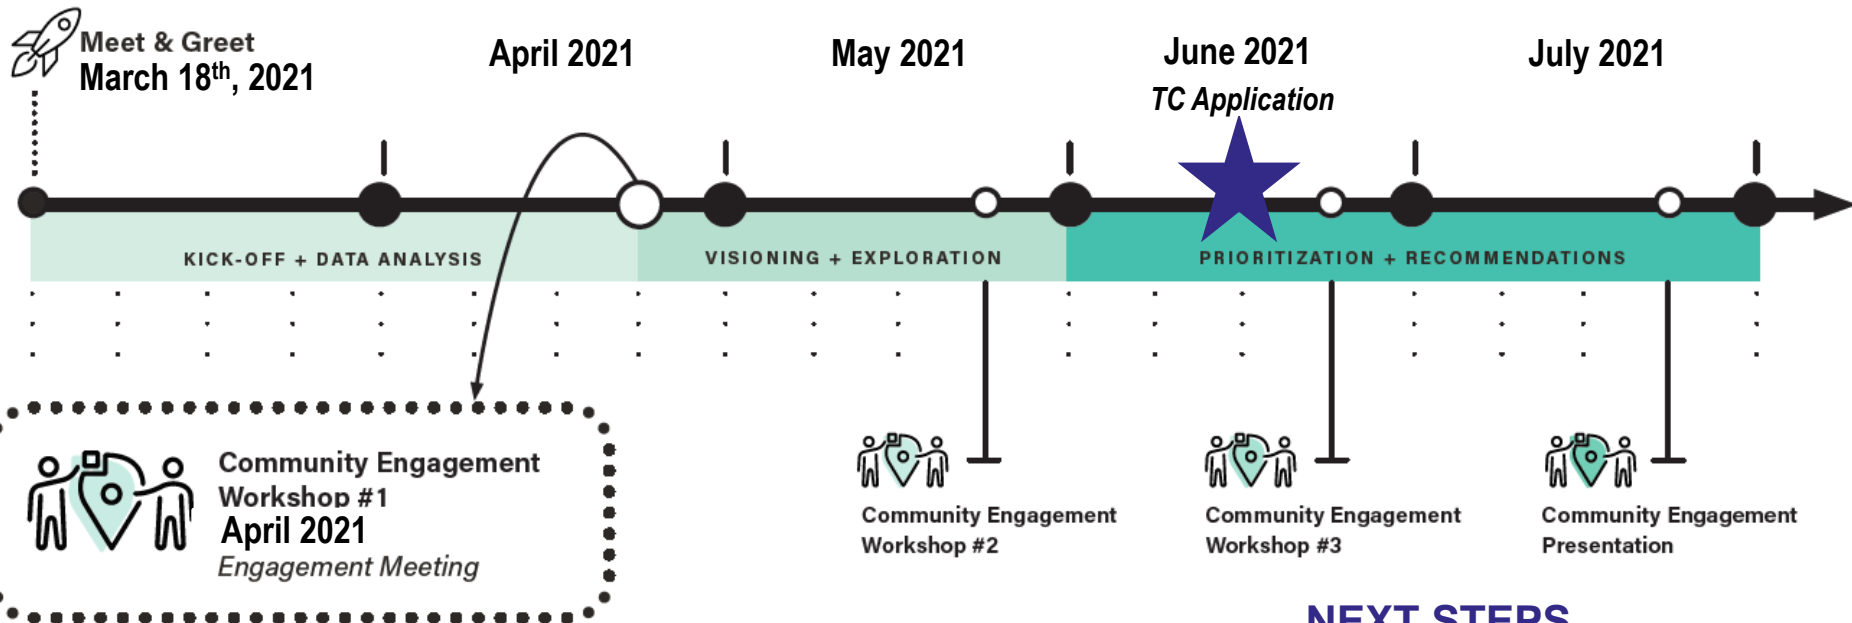 Meet & Greet
March 18th, 2021
April 2021
May 2021
June 2021
TC Application
July 2021
KICK-OFF + DATA ANALYSIS
VISIONING + EXPLORATION
PRIORITIZATION + RECOMMENDATIONS
Community Engagement
Workshop #1
April 2021
Engagement Meeting
Community Engagement
Workshop #2
Community Engagement
Workshop #3
Community Engagement
Presentation
NEXT STEPS